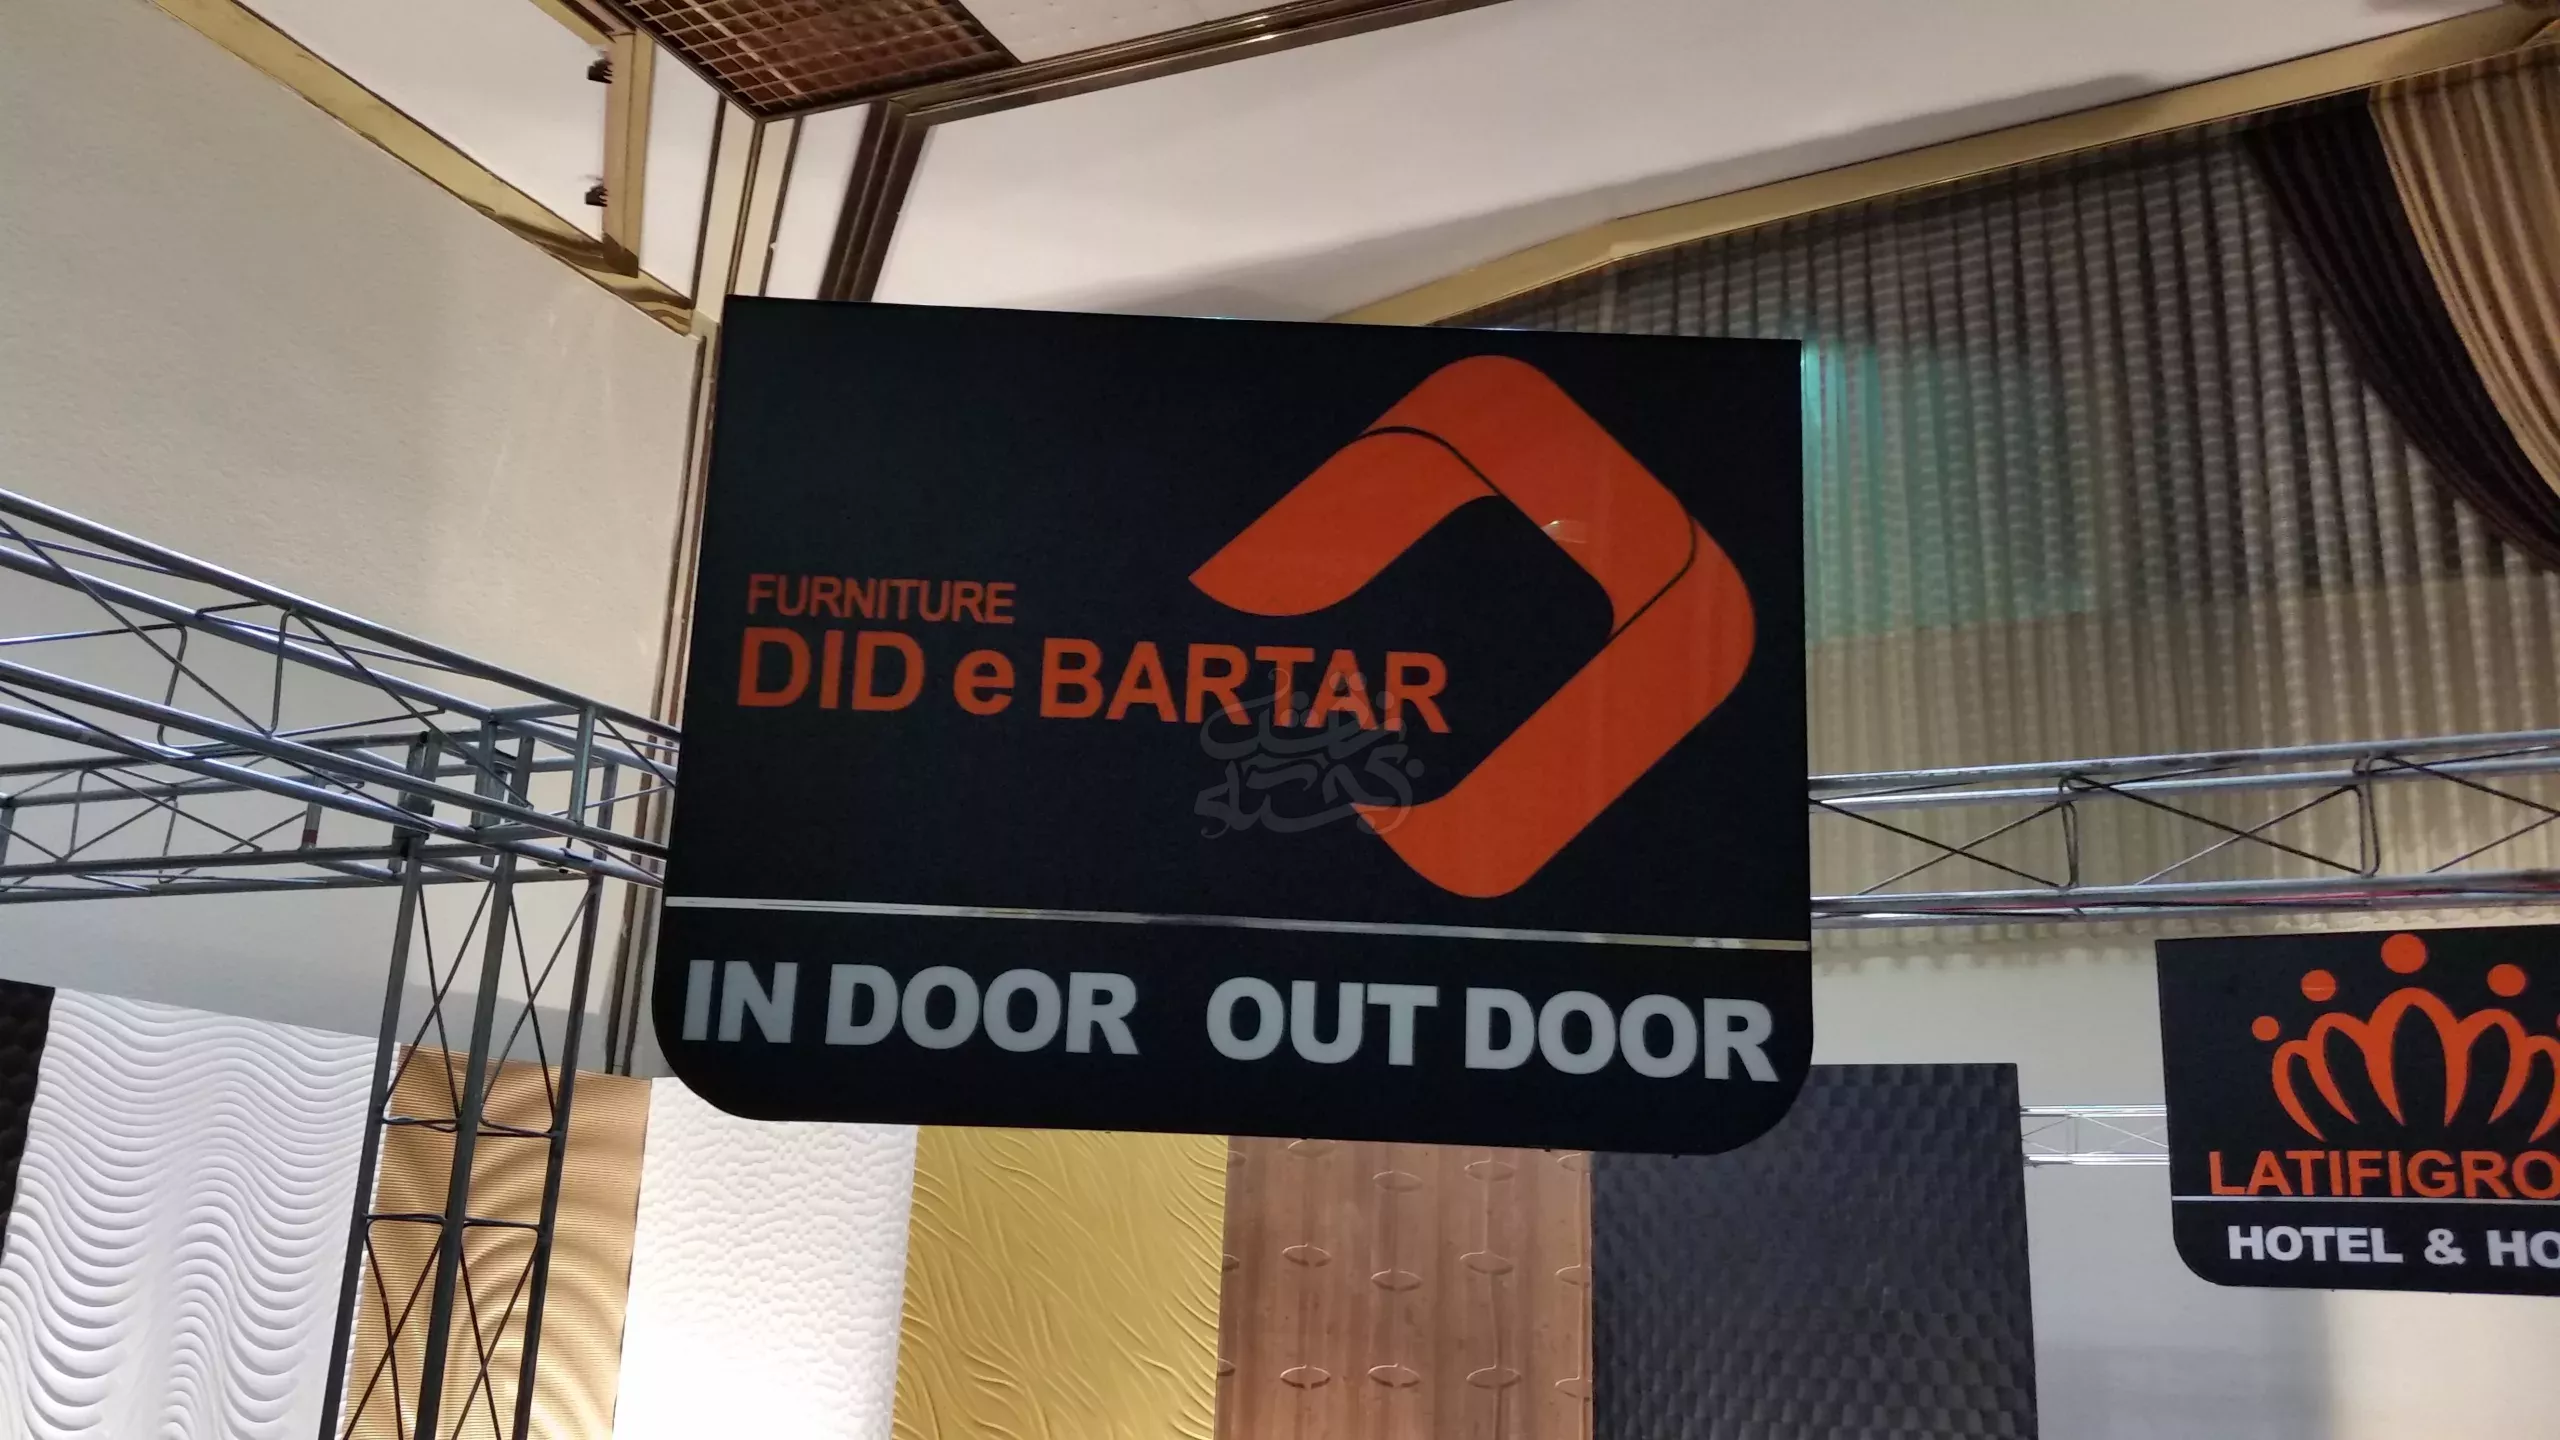 FURNITURE
DID e BARTAR
IN DOOR OUT DOOR
LATIFIGRO
HOTEL & HO